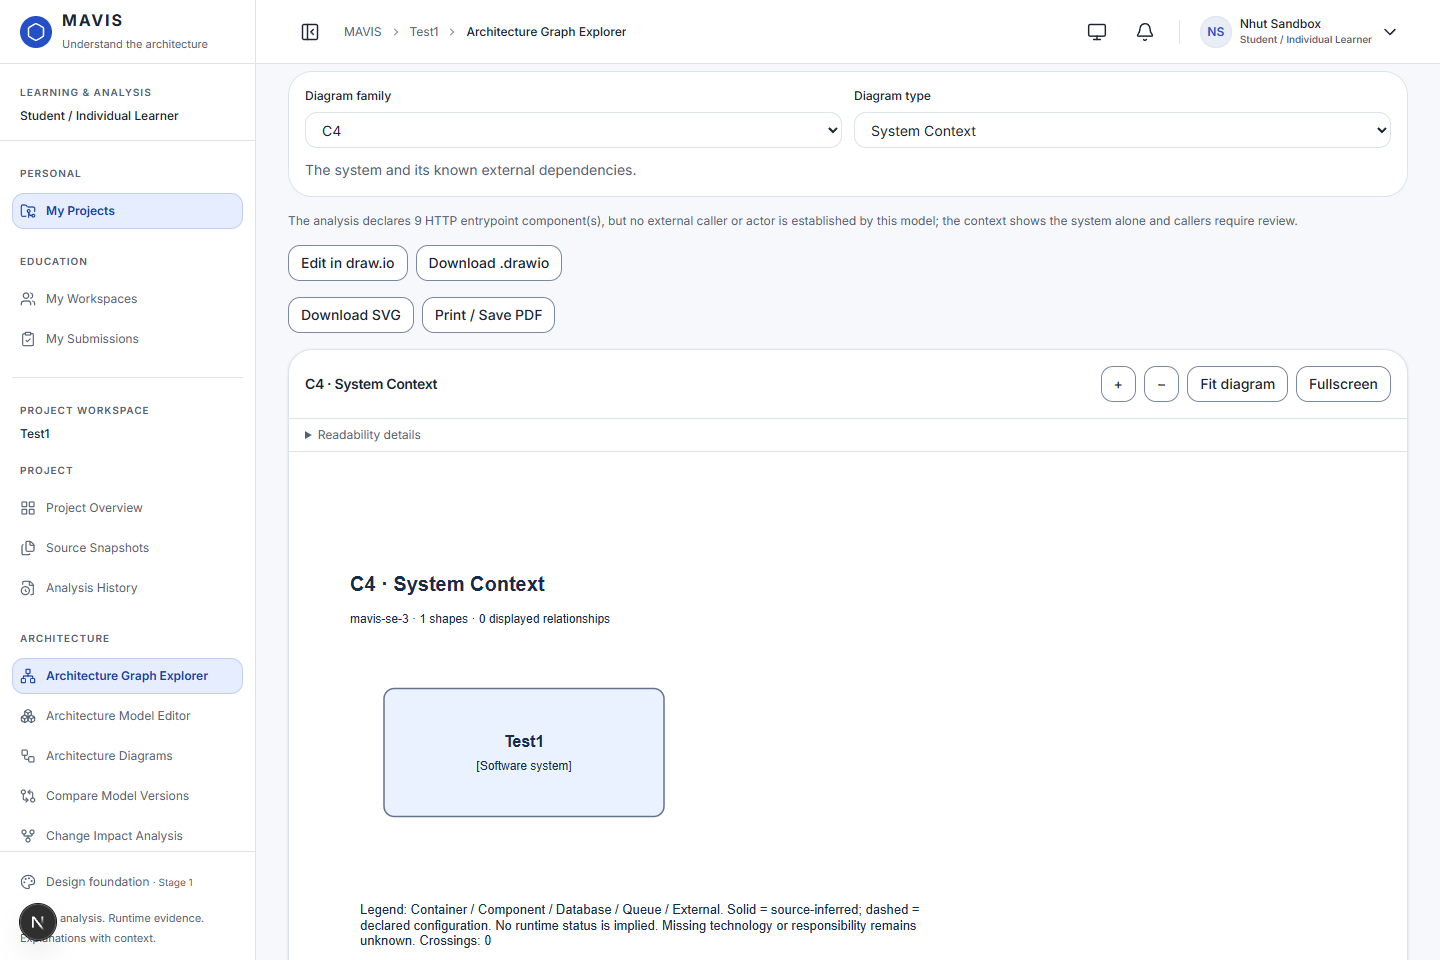 MAVIS
Understand the architecture
MAVIS > Test1 > Architecture Graph Explorer
NS
Nhut Sandbox
Student / Individual Learner
LEARNING & ANALYSIS
Student / Individual Learner
PERSONAL
My Projects
EDUCATION
My Workspaces
My Submissions
PROJECT WORKSPACE
Test1
PROJECT
Project Overview
Source Snapshots
Analysis History
ARCHITECTURE
Architecture Graph Explorer
Architecture Model Editor
Architecture Diagrams
Compare Model Versions
Change Impact Analysis
Design foundation · Stage 1
N
analysis. Runtime evidence.
with context.
Diagram family
Diagram type
C4
System Context
The system and its known external dependencies.
The analysis declares 9 HTTP entrypoint component(s), but no external caller or actor is established by this model; the context shows the system alone and callers require review.
Edit in draw.io
Download .drawio
Download SVG
Print / Save PDF
C4 · System Context
+
−
Fit diagram
Fullscreen
Readability details
C4 · System Context
mavis-se-3 · 1 shapes · 0 displayed relationships
Test1
[Software system]
Legend: Container / Component / Database / Queue / External. Solid = source-inferred; dashed =
declared configuration. No runtime status is implied. Missing technology or responsibility remains
unknown. Crossings: 0